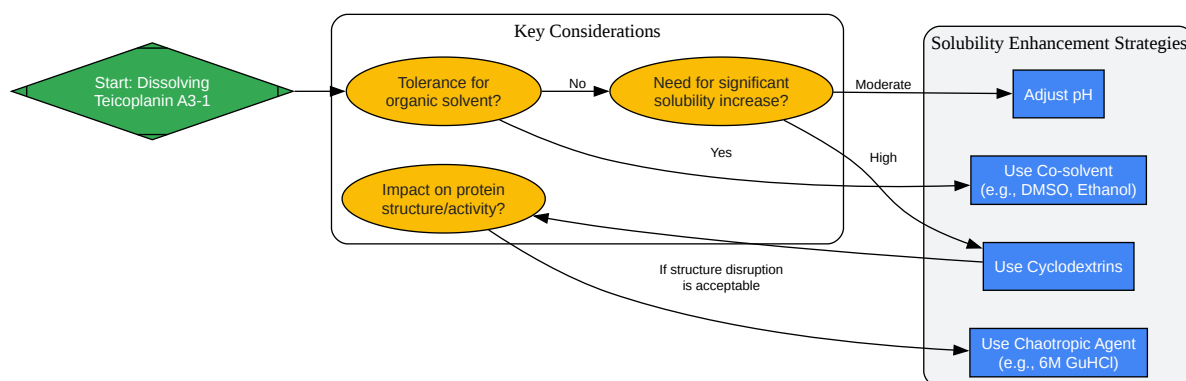 Key Considerations
Solubility Enhancement Strategies
Start: Dissolving
Teicoplanin A3-1
Tolerance for
organic solvent?
No
Need for significant
solubility increase?
Moderate
Adjust pH
Yes
High
Use Co-solvent
(e.g., DMSO, Ethanol)
Impact on protein
structure/activity?
Use Cyclodextrins
If structure disruption
is acceptable
Use Chaotropic Agent
(e.g., 6M GuHCl)